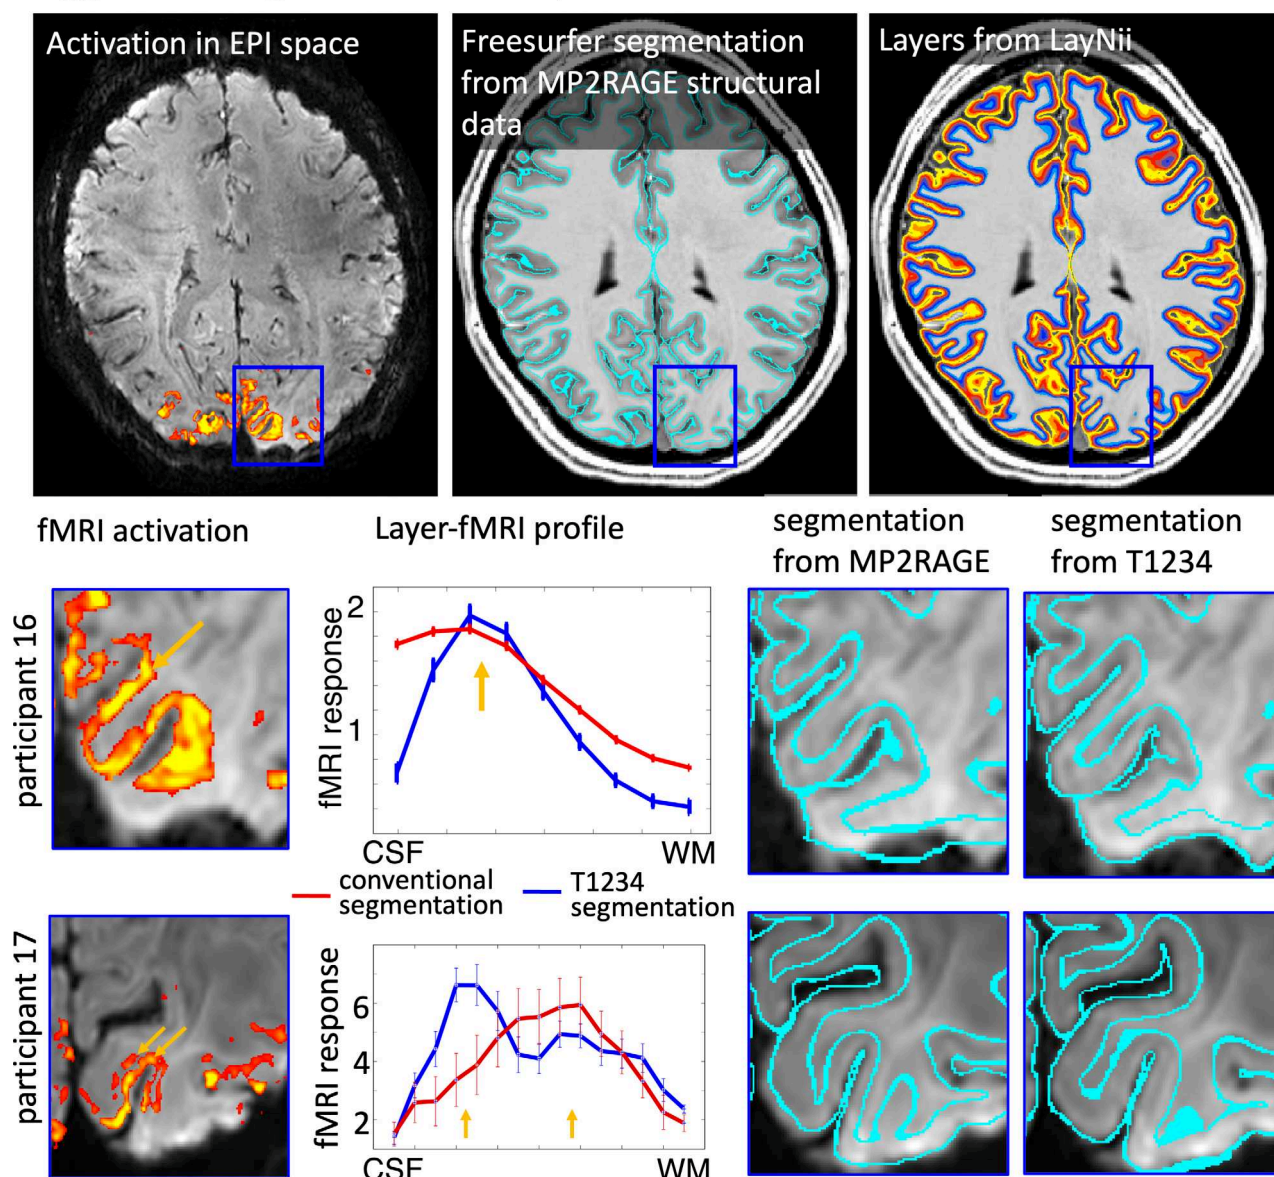 Activation in EPI space
Freesurfer segmentation
from MP2RAGE structural
data
Layers from LayNii
fMRI activation
Layer-fMRI profile
segmentation
from MP2RAGE
segmentation
from T1234
participant 16
fMRI response
2
1
CSF
WM
conventional
segmentation
T1234
segmentation
participant 17
fMRI response
6
4
2
CSF
WM